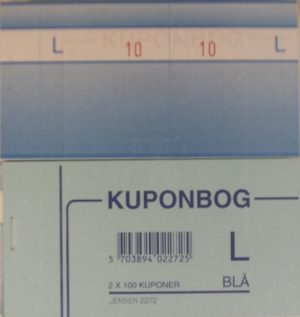 L 10 10 L
KUPONBOG
5 703894 022725
L
2 X 100 KUPONER
BLÅ
JENSEN 2272